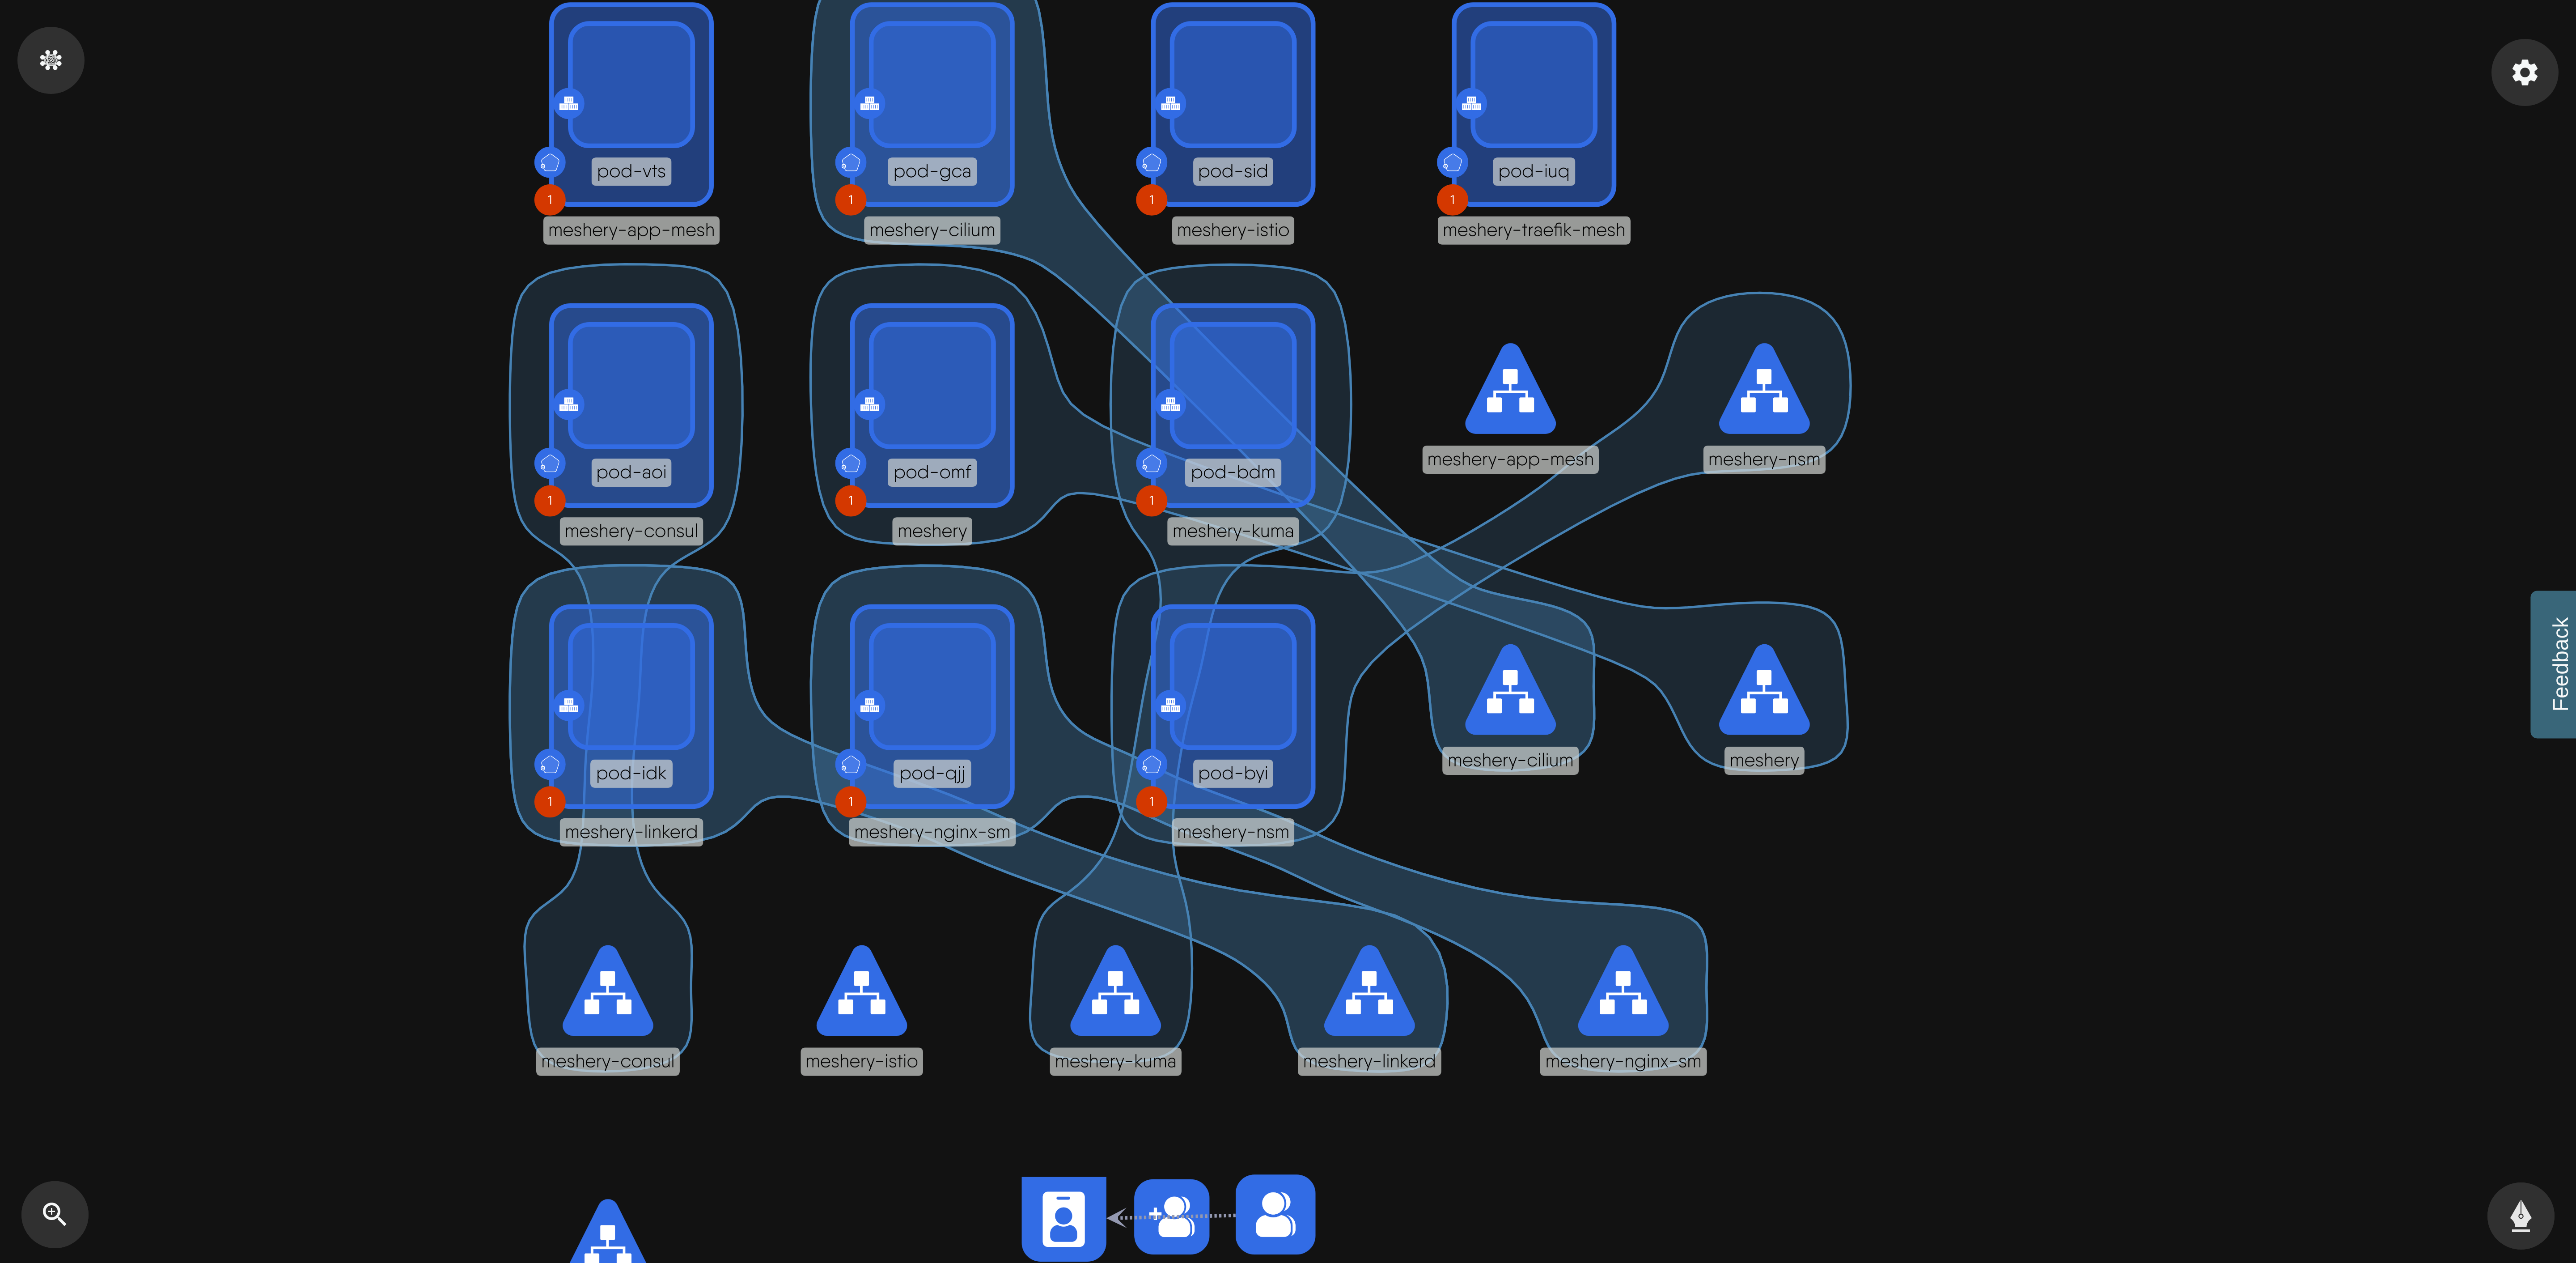 pod-vts
pod-gca
pod-sid
pod-iuq
1
1
1
1
meshery-app-mesh
meshery-cilium
meshery-istio
meshery-traefik-mesh
pod-aoi
pod-omf
pod-bdm
meshery-app-mesh
meshery-nsm
1
1
1
meshery-consul
meshery
meshery-kuma
Feedback
pod-idk
pod-qjj
pod-byi
meshery-cilium
meshery
1
1
1
meshery-linkerd
meshery-nginx-sm
meshery-nsm
meshery-consul
meshery-istio
meshery-kuma
meshery-linkerd
meshery-nginx-sm